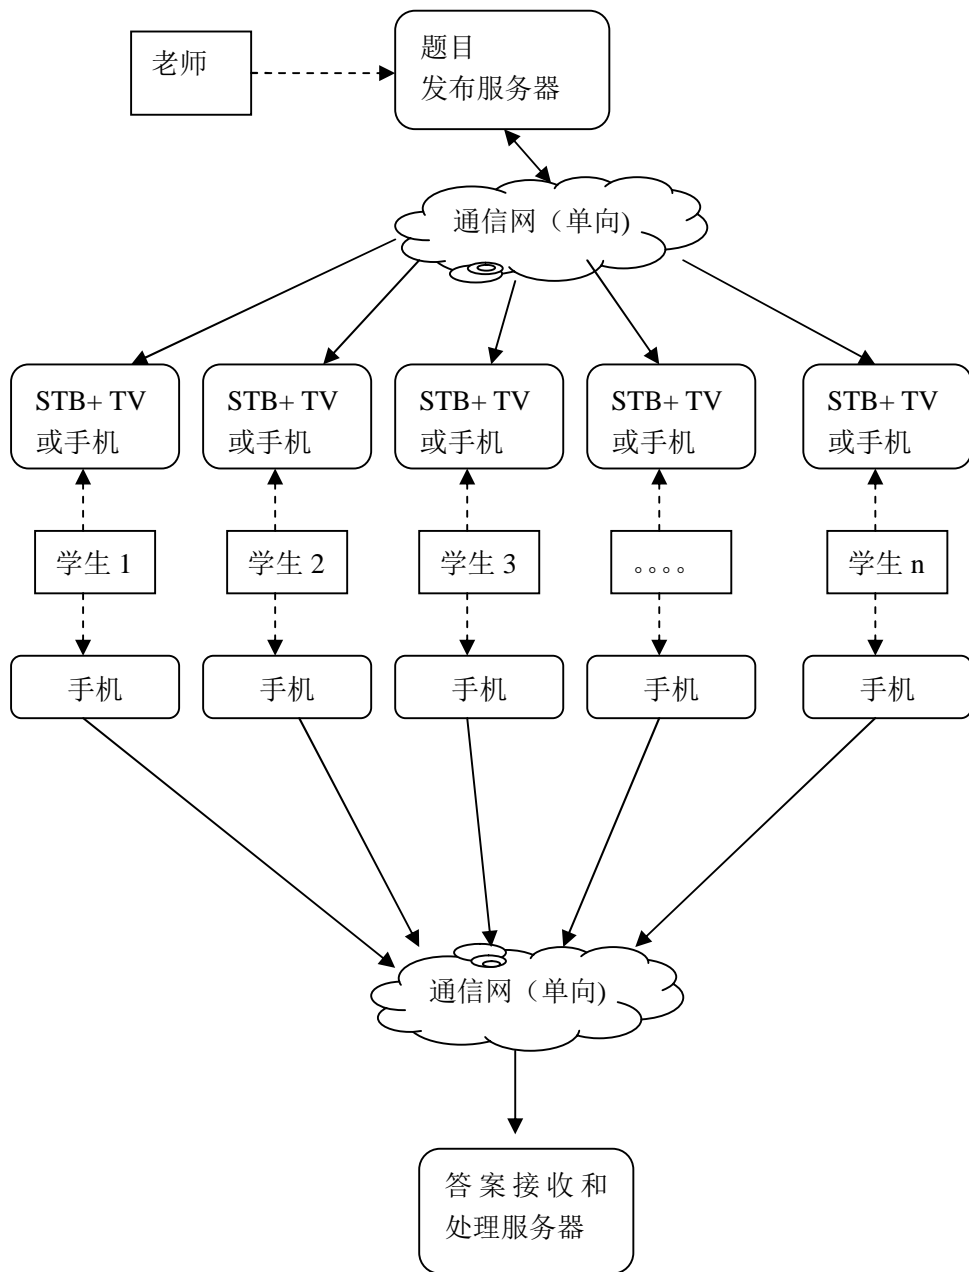 老师
题目
发布服务器
通信网（单向)
STB+ TV
或手机
STB+ TV
或手机
STB+ TV
或手机
STB+ TV
或手机
STB+ TV
或手机
学生 1
学生 2
学生 3
。。。。
学生 n
手机
手机
手机
手机
手机
通信网（单向)
答案接收和
处理服务器